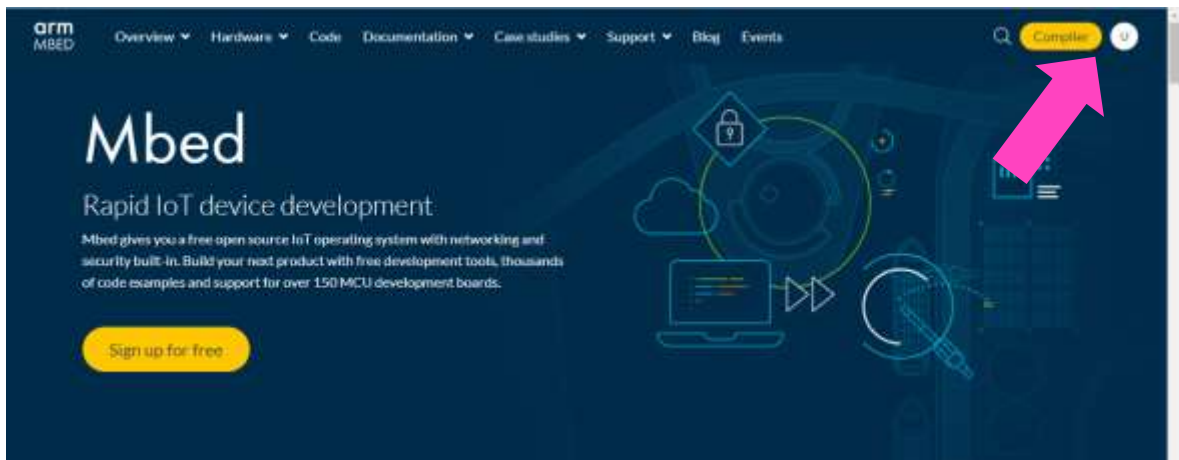 arm
MBED
Overview Hardware Code Documentation Case studies Support Blog Events
Compiler
U
Mbed
Rapid IoT device development
Mbed gives you a free open source IoT operating system with networking and
security built-in. Build your next product with free development tools, thousands
of code examples and support for over 150 MCU development boards.
Sign up for free